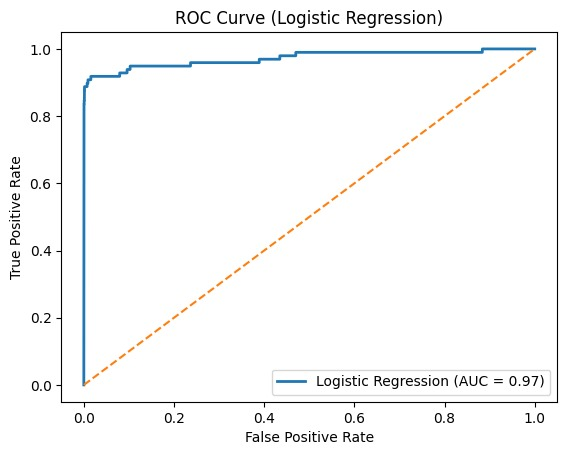 ROC Curve (Logistic Regression)
1.0
0.8
0.6
0.4
0.2
0.0
True Positive Rate
Logistic Regression (AUC = 0.97)
0.0 0.2 0.4 0.6 0.8 1.0
False Positive Rate